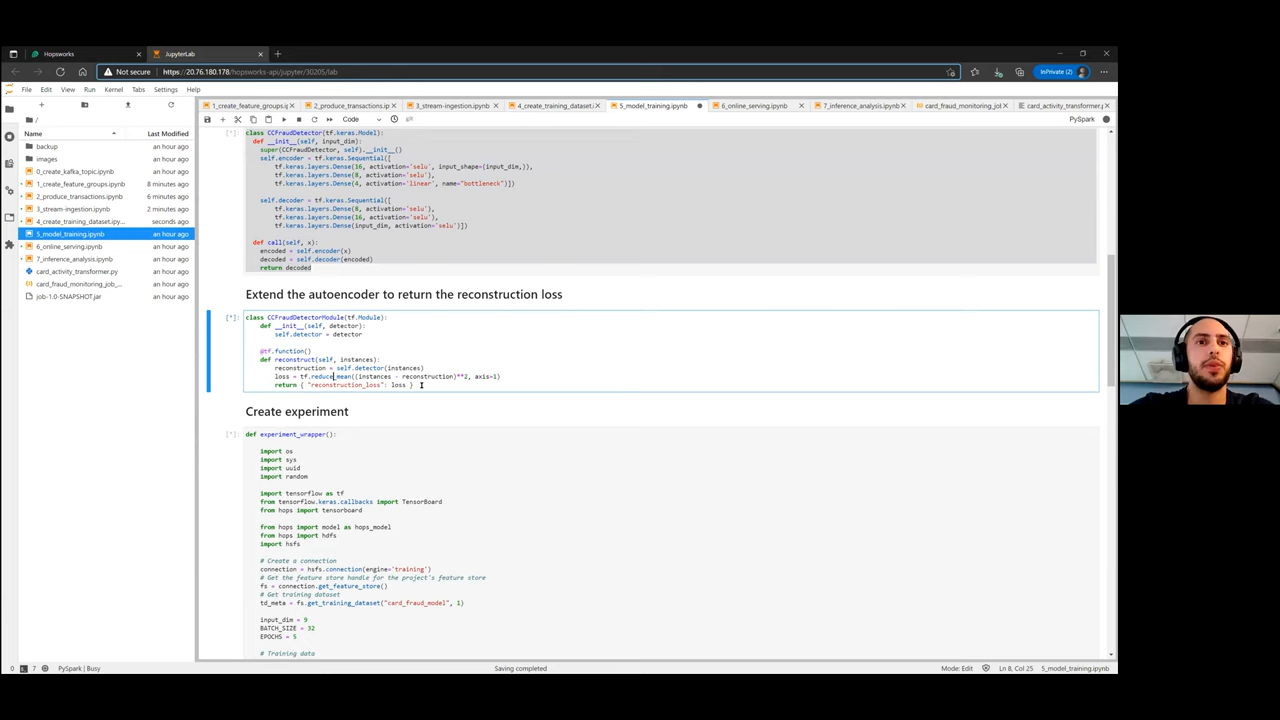 Hopsworks
JupyterLab
Not secure
https://20.76.180.178/hopsworks-api/jupyter/30205/lab
InPrivate (2)
File Edit View Run Kernel Tabs Settings Help
1_create_feature_groups.ip
2_produce_transactions.ip
3_stream-ingestion.ipynb
4_create_training_dataset.i
5_model_training.ipynb
6_online_serving.ipynb
7_inference_analysis.ipynb
card_fraud_monitoring_jol
card_activity_transformer.p
Code
PySpark
/
Name
Last Modified
backup an hour ago
images an hour ago
0_create_kafka_topic.ipynb an hour ago
1_create_feature_groups.ipynb 8 minutes ago
2_produce_transactions.ipynb 6 minutes ago
3_stream-ingestion.ipynb 2 minutes ago
4_create_training_dataset.ipy... seconds ago
5_model_training.ipynb an hour ago
6_online_serving.ipynb an hour ago
7_inference_analysis.ipynb an hour ago
card_activity_transformer.py an hour ago
card_fraud_monitoring_job_... an hour ago
job-1.0-SNAPSHOT.jar an hour ago
[*]
class CCFraudDetector(tf.keras.Model):
def __init__(self, input_dim):
super(CCFraudDetector, self).__init__()
self.encoder = tf.keras.Sequential([
tf.keras.layers.Dense(16, activation='selu', input_shape=(input_dim,)),
tf.keras.layers.Dense(8, activation='selu'),
tf.keras.layers.Dense(4, activation='linear', name="bottleneck")])
self.decoder = tf.keras.Sequential([
tf.keras.layers.Dense(8, activation='selu'),
tf.keras.layers.Dense(16, activation='selu'),
tf.keras.layers.Dense(input_dim, activation='selu')])
def call(self, x):
encoded = self.encoder(x)
decoded = self.decoder(encoded)
return decoded
Extend the autoencoder to return the reconstruction loss
[*]:
class CCFraudDetectorModule(tf.Module):
def __init__(self, detector):
self.detector = detector
@tf.function()
def reconstruct(self, instances):
reconstruction = self.detector(instances)
loss = tf.reduce_mean((instances - reconstruction)**2, axis=1)
return { "reconstruction_loss": loss }
Create experiment
[*]:
def experiment_wrapper():
import os
import sys
import uuid
import random
import tensorflow as tf
from tensorflow.keras.callbacks import TensorBoard
from hops import tensorboard
from hops import model as hops_model
from hops import hdfs
import hsfs
# Create a connection
connection = hsfs.connection(engine='training')
# Get the feature store handle for the project's feature store
fs = connection.get_feature_store()
# Get training dataset
td_meta = fs.get_training_dataset("card_fraud_model", 1)
input_dim = 9
BATCH_SIZE = 32
EPOCHS = 5
# Training data
0 7 PySpark | Busy
Saving completed
Mode: Edit
Ln 8, Col 25
5_model_training.ipynb